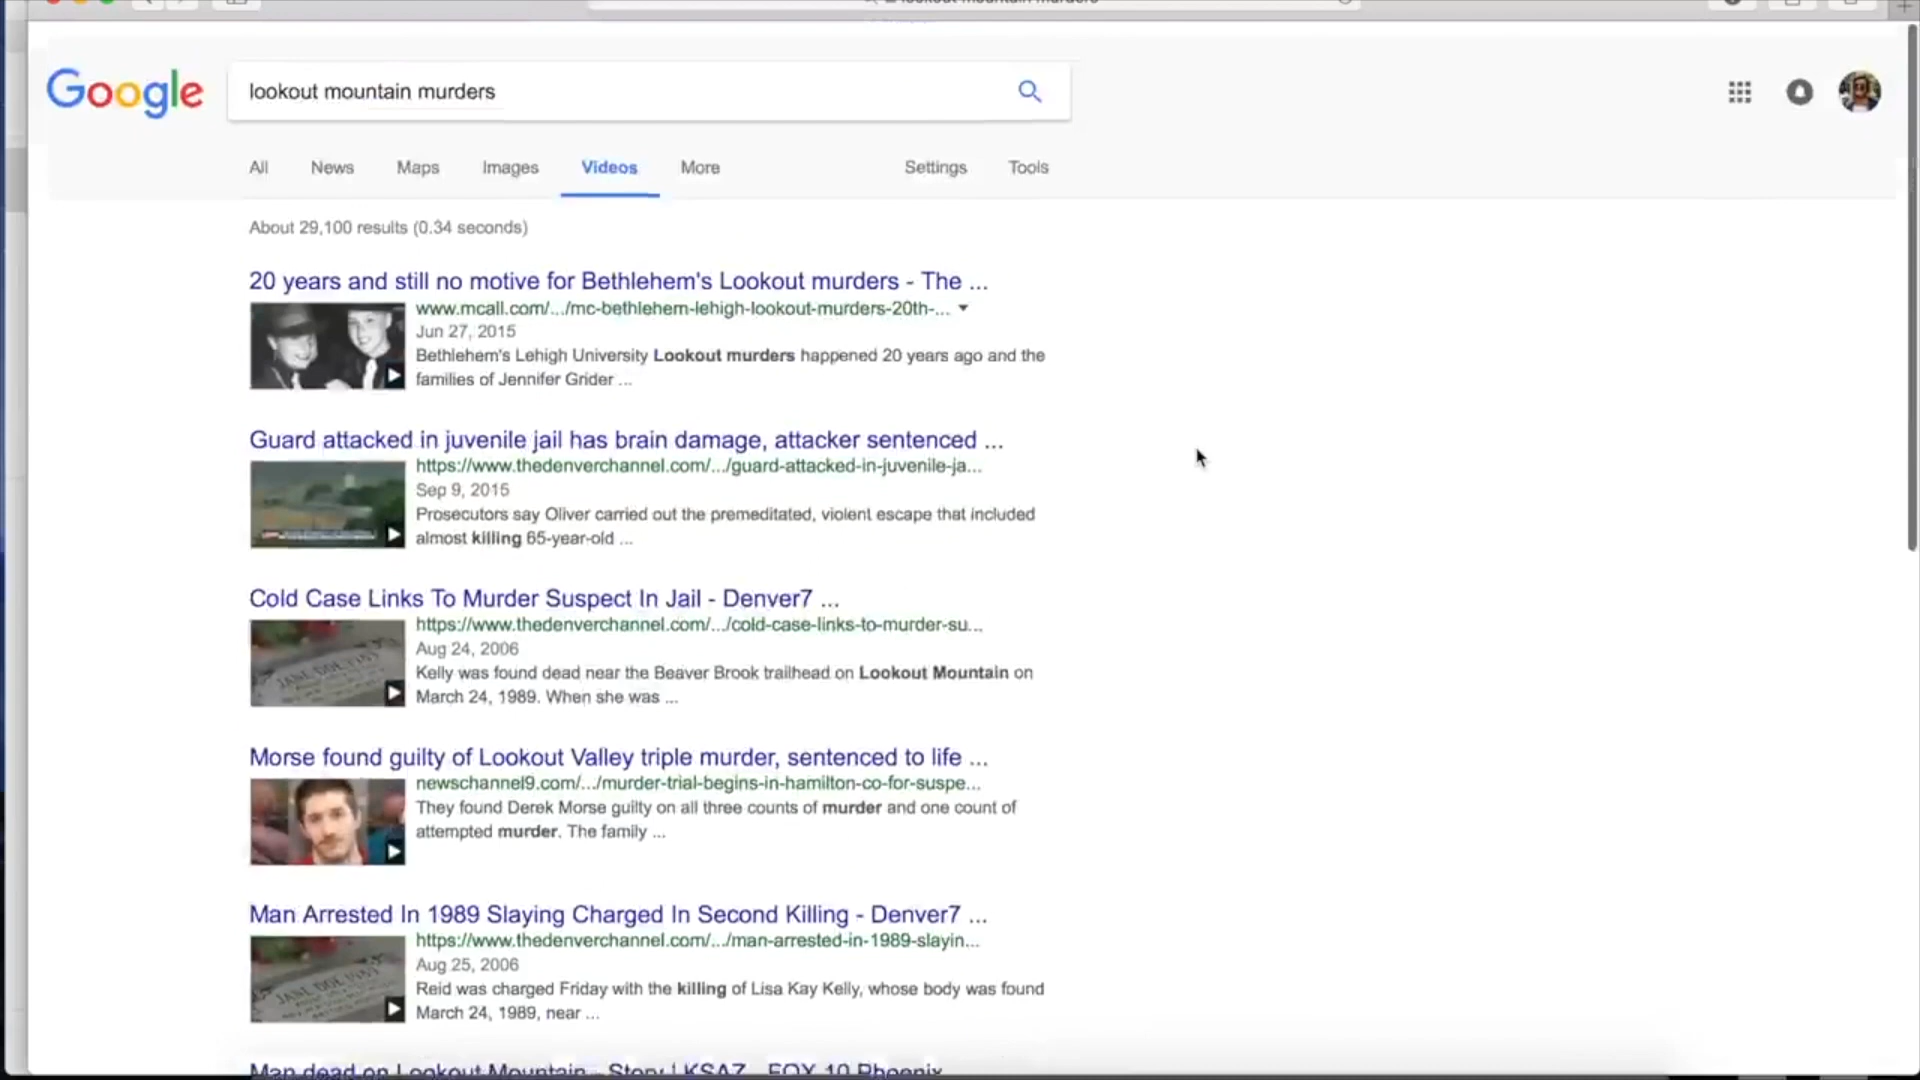 Google
lookout mountain murders
All News Maps Images Videos More Settings Tools
About 29,100 results (0.34 seconds)
20 years and still no motive for Bethlehem's Lookout murders - The ...
www.mcall.com/.../mc-bethlehem-lehigh-lookout-murders-20th-...
Jun 27, 2015
Bethlehem's Lehigh University Lookout murders happened 20 years ago and the
families of Jennifer Grider ...
Guard attacked in juvenile jail has brain damage, attacker sentenced ...
https://www.thedenverchannel.com/.../guard-attacked-in-juvenile-ja...
Sep 9, 2015
Prosecutors say Oliver carried out the premeditated, violent escape that included
almost killing 65-year-old ...
Cold Case Links To Murder Suspect In Jail - Denver7 ...
https://www.thedenverchannel.com/.../cold-case-links-to-murder-su...
Aug 24, 2006
Kelly was found dead near the Beaver Brook trailhead on Lookout Mountain on
March 24, 1989. When she was ...
Morse found guilty of Lookout Valley triple murder, sentenced to life ...
newschannel9.com/.../murder-trial-begins-in-hamilton-co-for-suspe...
They found Derek Morse guilty on all three counts of murder and one count of
attempted murder. The family ...
Man Arrested In 1989 Slaying Charged In Second Killing - Denver7 ...
https://www.thedenverchannel.com/.../man-arrested-in-1989-slayin...
Aug 25, 2006
Reid was charged Friday with the killing of Lisa Kay Kelly, whose body was found
March 24, 1989, near ...
Man dead on Lookout Mountain - Story | KSAZ - FOX 10 Phoenix